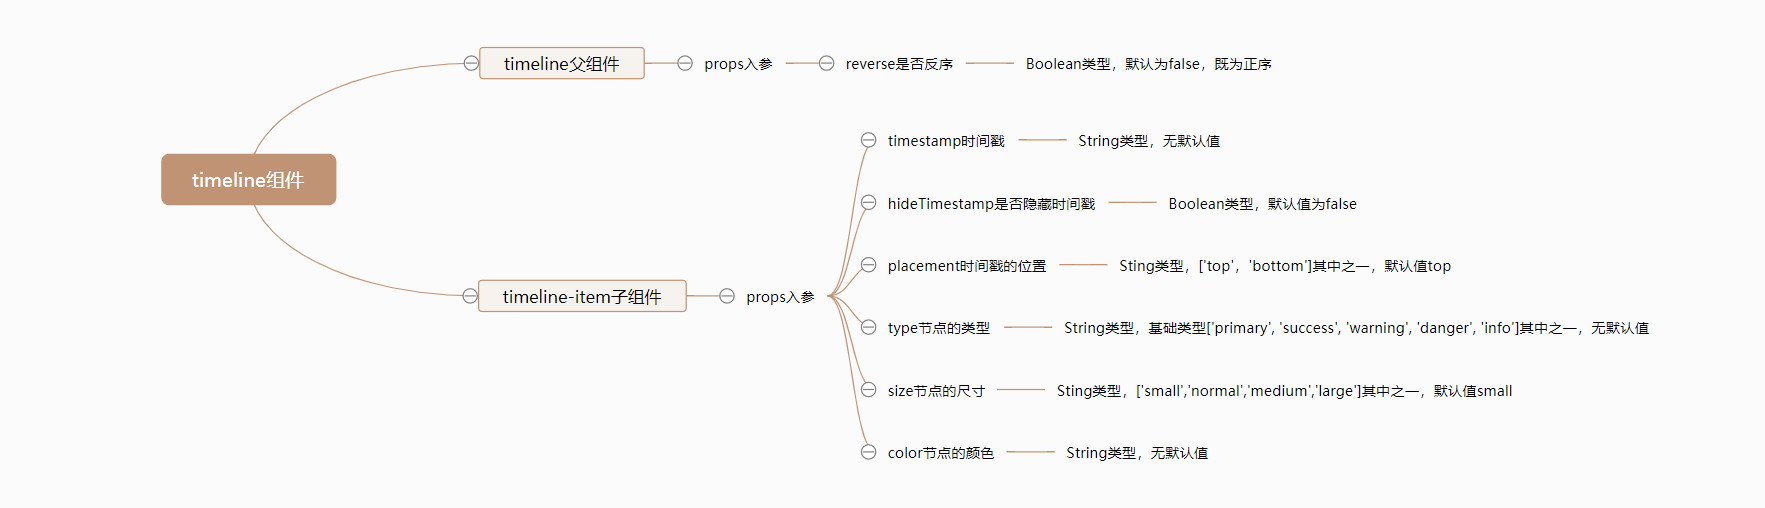 timeline组件
timeline父组件
props入参
reverse是否反序
Boolean类型，默认为false，既为正序
timeline-item子组件
props入参
timestamp时间戳
String类型，无默认值
hideTimestamp是否隐藏时间戳
Boolean类型，默认值为false
placement时间戳的位置
Sting类型，['top'，'bottom']其中之一，默认值top
type节点的类型
String类型，基础类型['primary', 'success', 'warning', 'danger', 'info']其中之一，无默认值
size节点的尺寸
Sting类型，['small','normal','medium','large']其中之一，默认值small
color节点的颜色
String类型，无默认值